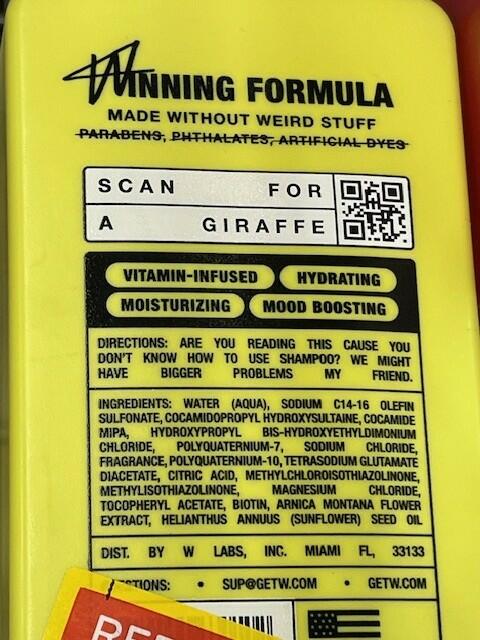 WINNING FORMULA
MADE WITHOUT WEIRD STUFF
PARABENS, PHTHALATES, ARTIFICIAL DYES
SCAN FOR
A GIRAFFE
VITAMIN-INFUSED HYDRATING
MOISTURIZING MOOD BOOSTING
DIRECTIONS: ARE YOU READING THIS CAUSE YOU
DON'T KNOW HOW TO USE SHAMPOO? WE MIGHT
HAVE BIGGER PROBLEMS MY FRIEND.
INGREDIENTS: WATER (AQUA), SODIUM C14-16 OLEFIN
SULFONATE, COCAMIDOPROPYL HYDROXYSULTAINE, COCAMIDE
MIPA, HYDROXYPROPYL BIS-HYDROXYETHYLDIMONIUM
CHLORIDE, POLYQUATERNIUM-7, SODIUM CHLORIDE,
FRAGRANCE, POLYQUATERNIUM-10, TETRASODIUM GLUTAMATE
DIACETATE, CITRIC ACID, METHYLCHLOROISOTHIAZOLINONE,
METHYLISOTHIAZOLINONE, MAGNESIUM CHLORIDE,
TOCOPHERYL ACETATE, BIOTIN, ARNICA MONTANA FLOWER
EXTRACT, HELIANTHUS ANNUUS (SUNFLOWER) SEED OIL
DIST. BY W LABS, INC. MIAMI FL, 33133
STIONS: • SUP@GETW.COM • GETW.COM